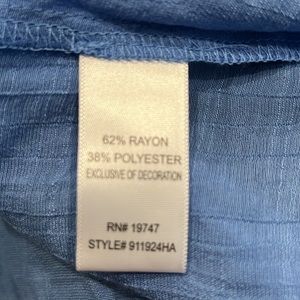 62% RAYON
38% POLYESTER
EXCLUSIVE OF DECORATION
RN# 19747
STYLE# 911924HA